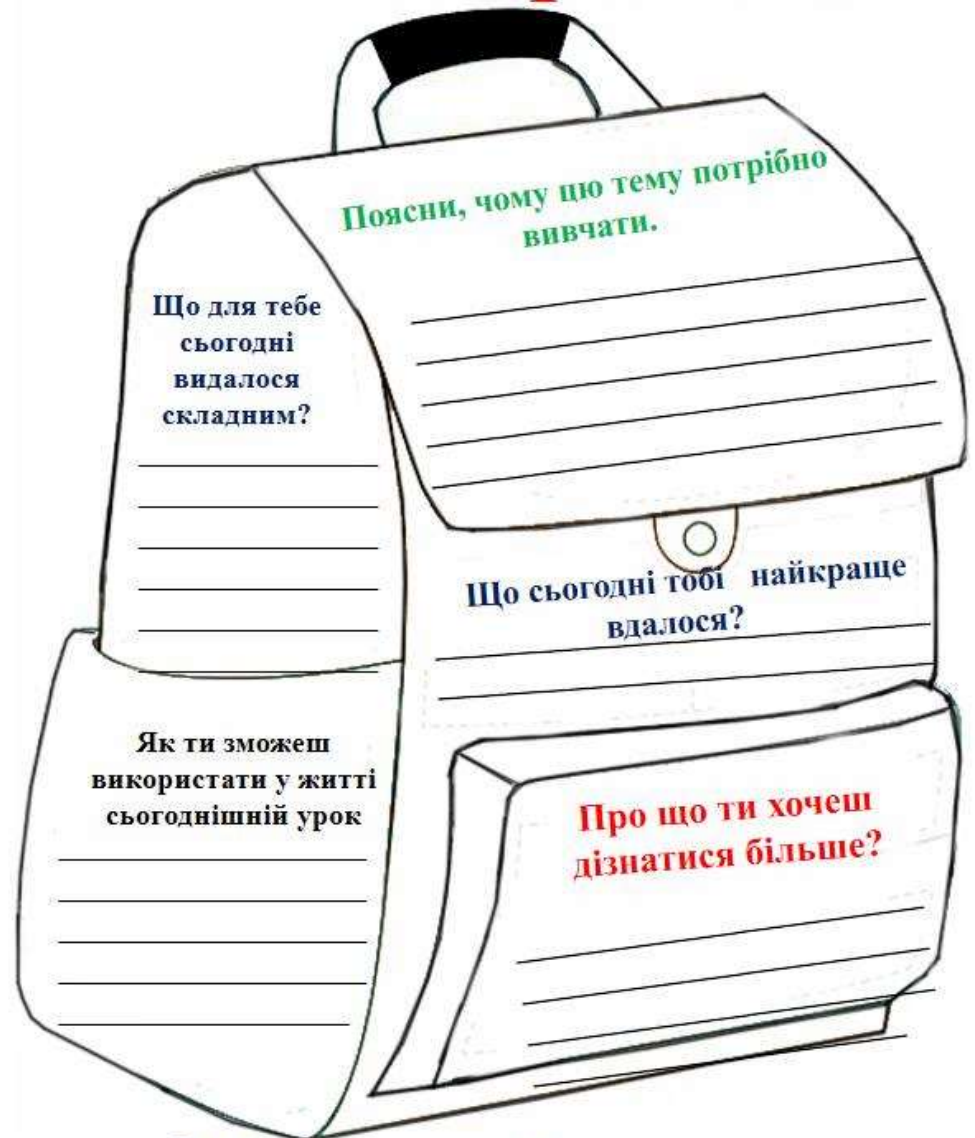 Поясни, чому цю тему потрібно
вивчати.
Що для тебе
сьогодні
видалося
складним?
Що сьогодні тобі найкраще
вдалося?
Як ти зможеш
використати у житті
сьогоднішній урок
Про що ти хочеш
дізнатися більше?